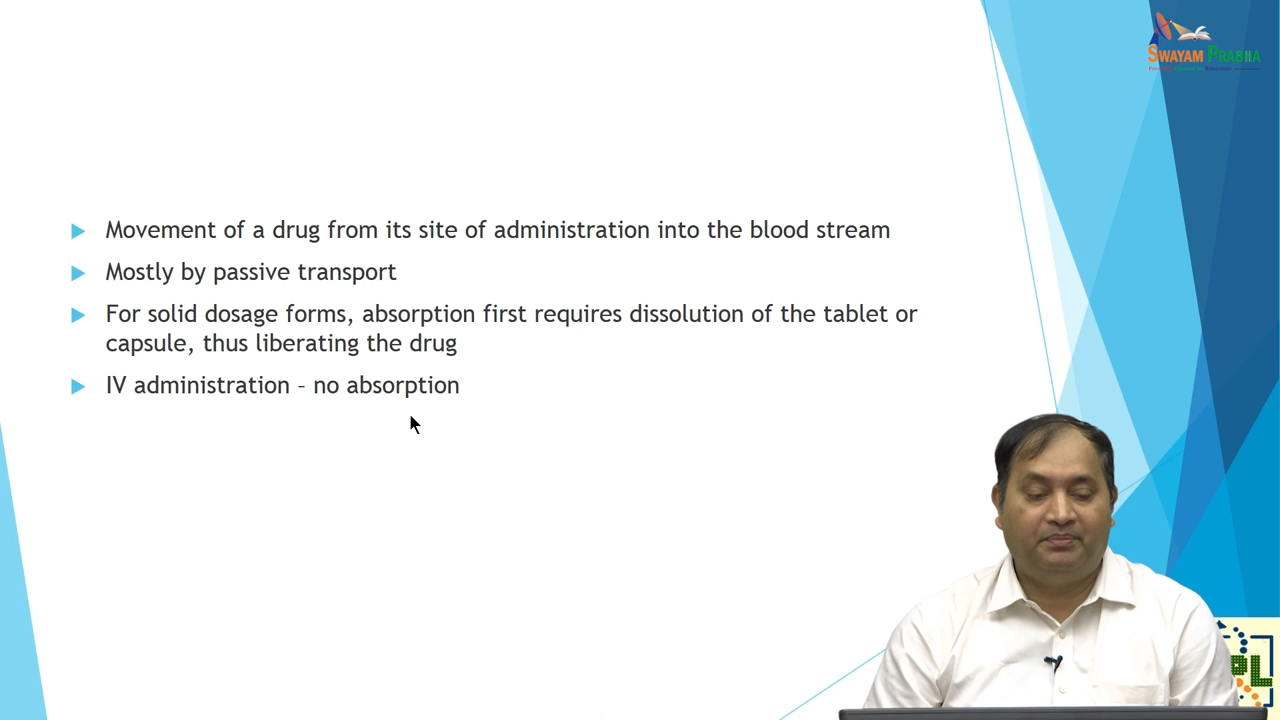 SWAYAM PRABHA
Movement of a drug from its site of administration into the blood stream
Mostly by passive transport
For solid dosage forms, absorption first requires dissolution of the tablet or
capsule, thus liberating the drug
IV administration – no absorption
PL